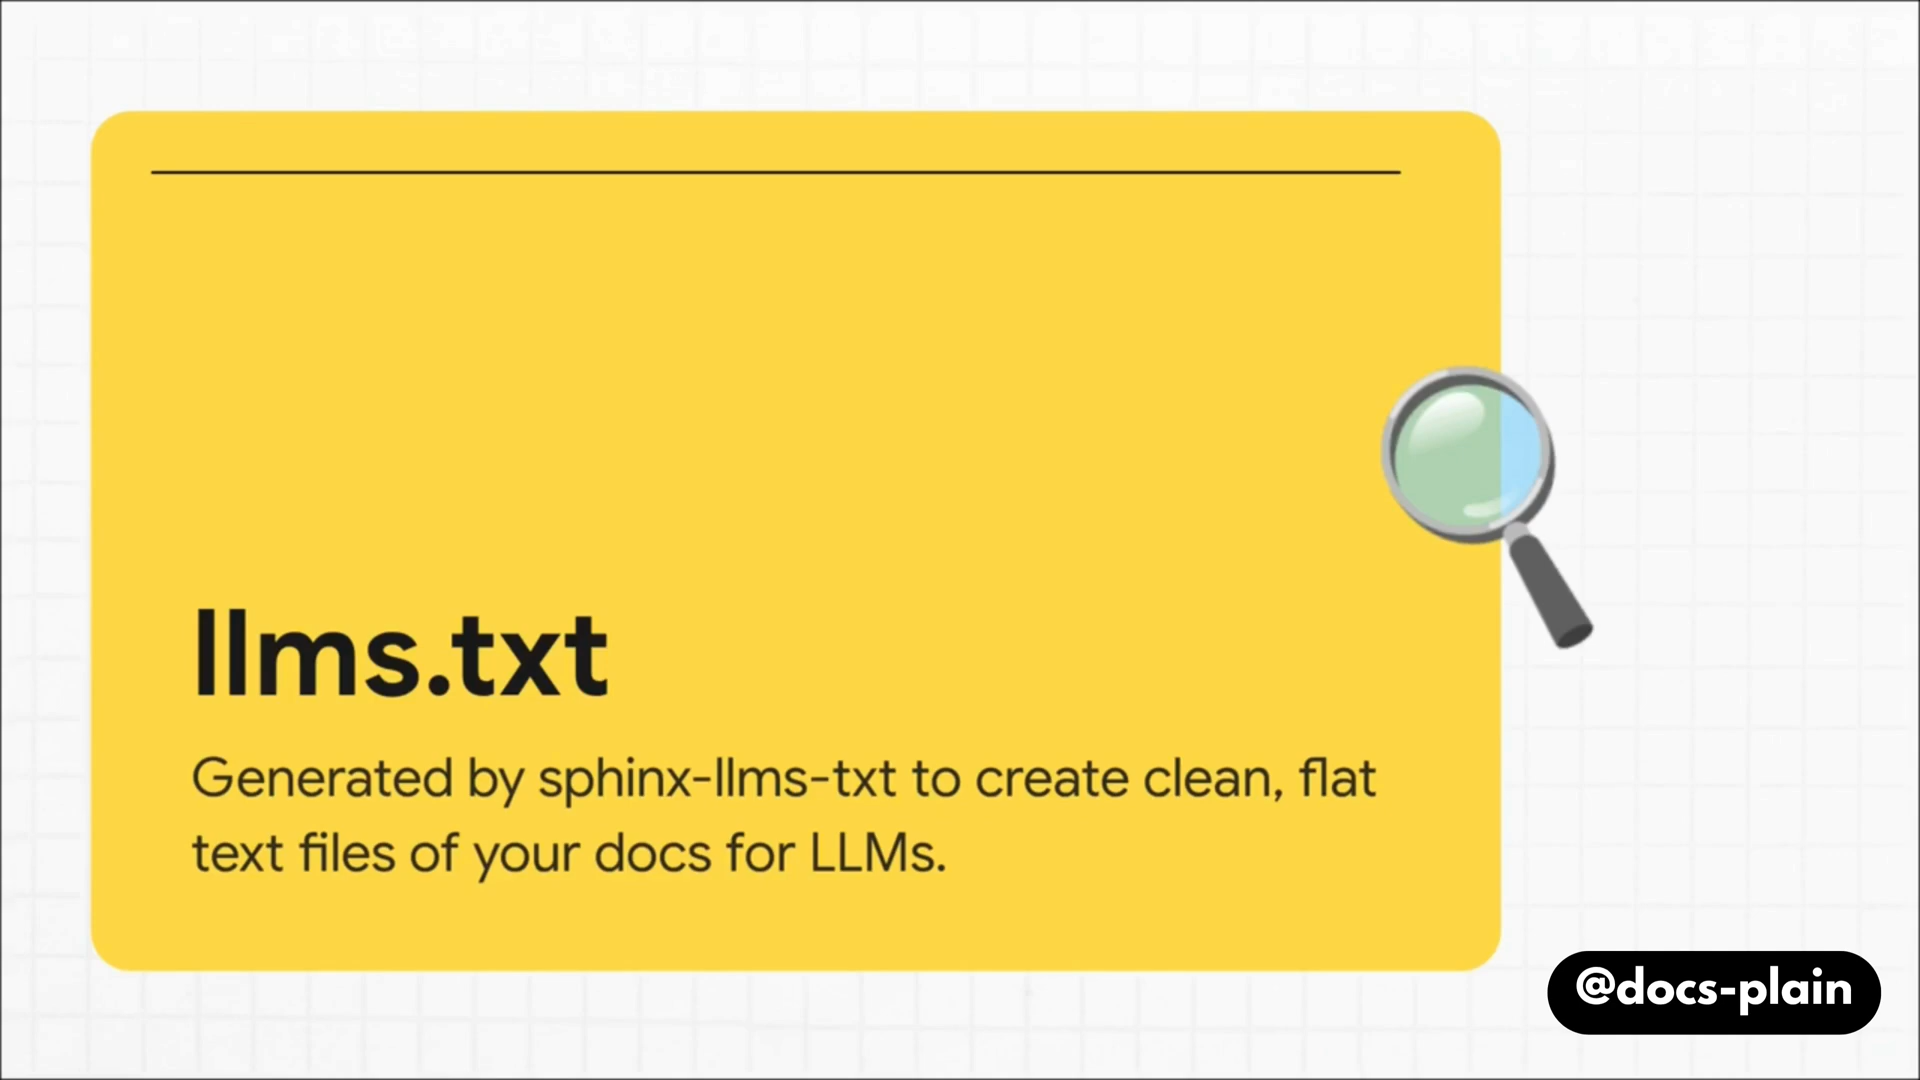 llms.txt
Generated by sphinx-llms-txt to create clean, flat
text files of your docs for LLMs.
@docs-plain